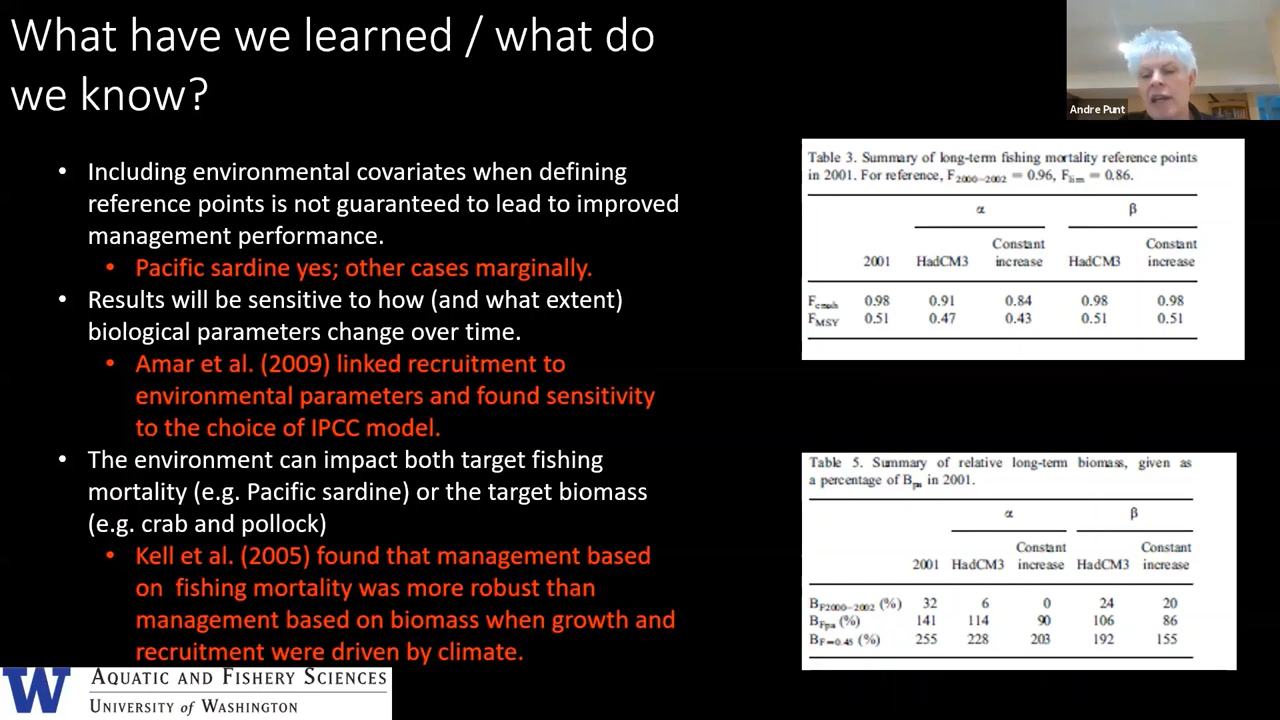 What have we learned / what do
we know?
Andre Punt
• Including environmental covariates when defining
reference points is not guaranteed to lead to improved
management performance.
• Pacific sardine yes; other cases marginally.
• Results will be sensitive to how (and what extent)
biological parameters change over time.
• Amar et al. (2009) linked recruitment to
environmental parameters and found sensitivity
to the choice of IPCC model.
• The environment can impact both target fishing
mortality (e.g. Pacific sardine) or the target biomass
(e.g. crab and pollock)
• Kell et al. (2005) found that management based
on fishing mortality was more robust than
management based on biomass when growth and
recruitment were driven by climate.
W AQUATIC AND FISHERY SCIENCES
UNIVERSITY of WASHINGTON
Table 3. Summary of long-term fishing mortality reference points
in 2001. For reference, F2000–2002 = 0.96, Flim = 0.86.
α β
Constant Constant
2001 HadCM3 increase HadCM3 increase
Fcrash 0.98 0.91 0.84 0.98 0.98
FMSY 0.51 0.47 0.43 0.51 0.51
Table 5. Summary of relative long-term biomass, given as
a percentage of Bpa in 2001.
α β
Constant Constant
2001 HadCM3 increase HadCM3 increase
BF2000–2002 (%) 32 6 0 24 20
BFpa (%) 141 114 90 106 86
BF=0.45 (%) 255 228 203 192 155